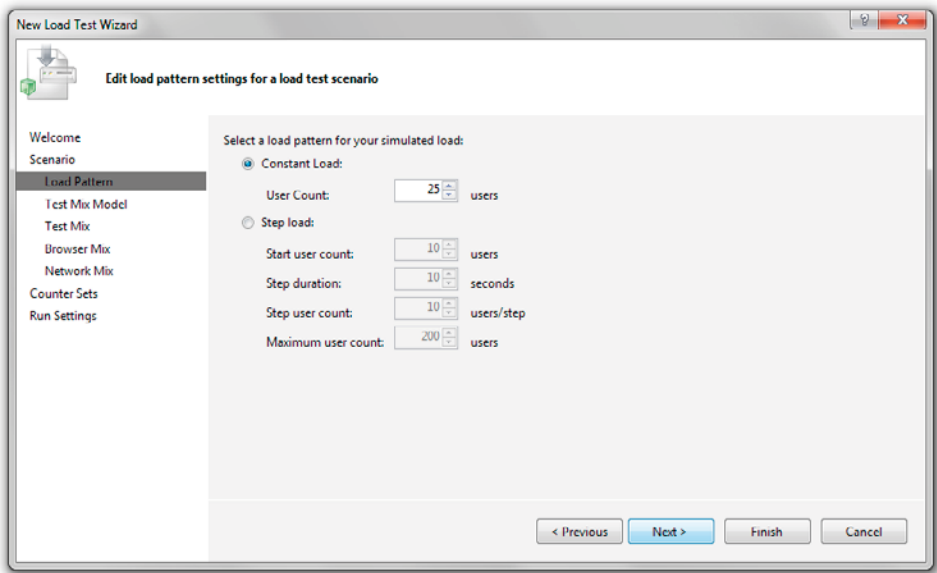 New Load Test Wizard
Edit load pattern settings for a load test scenario
Welcome
Scenario
Load Pattern
Test Mix Model
Test Mix
Browser Mix
Network Mix
Counter Sets
Run Settings
Select a load pattern for your simulated load:
Constant Load:
User Count: 25 users
Step load:
Start user count: 10 users
Step duration: 10 seconds
Step user count: 10 users/step
Maximum user count: 200 users
< Previous Next > Finish Cancel